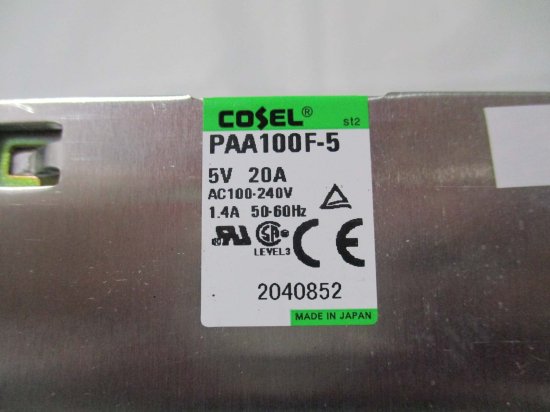 COSEL®
st2
PAA100F-5
5V 20A
AC100-240V
1.4A 50-60Hz
LEVEL3
2040852
MADE IN JAPAN